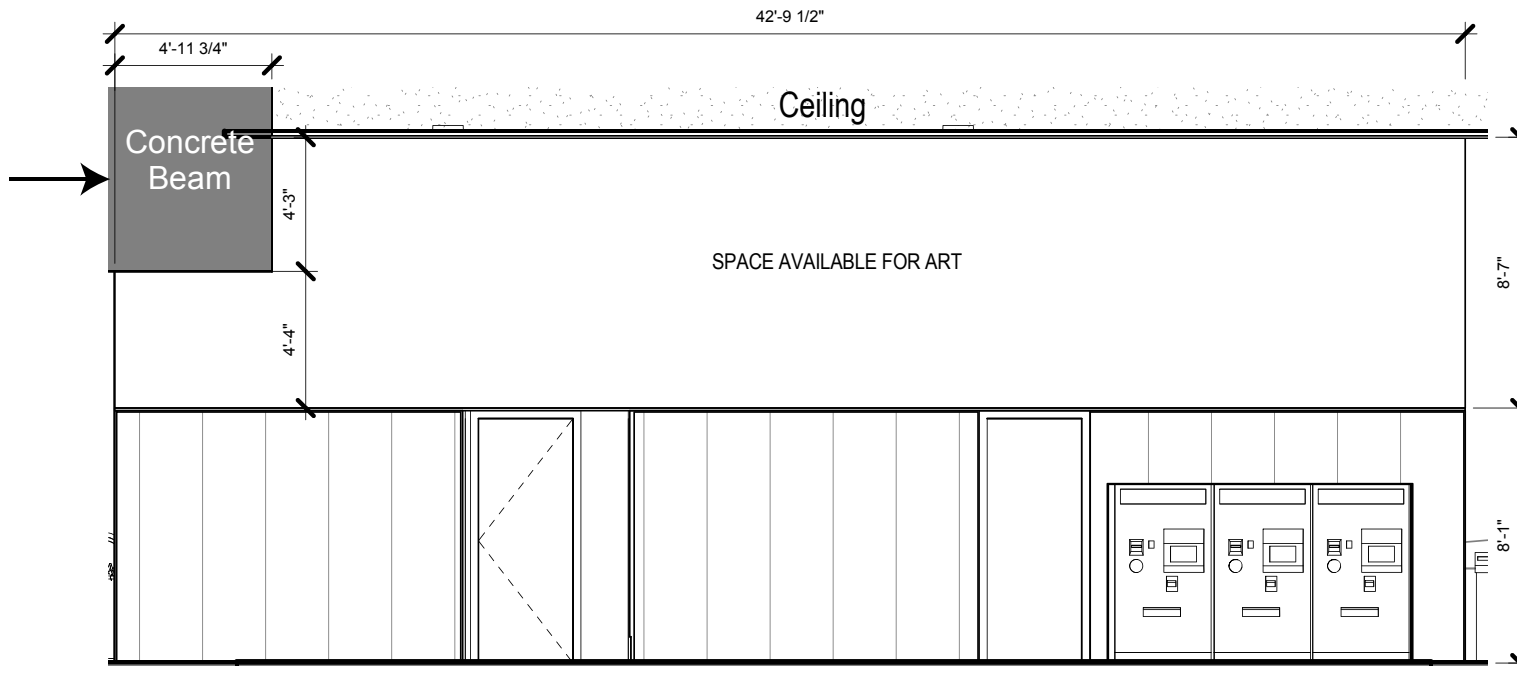 42'-9 1/2"
4'-11 3/4"
Ceiling
Concrete
Beam
4'-3"
SPACE AVAILABLE FOR ART
8'-7"
4'-4"
8'-1"